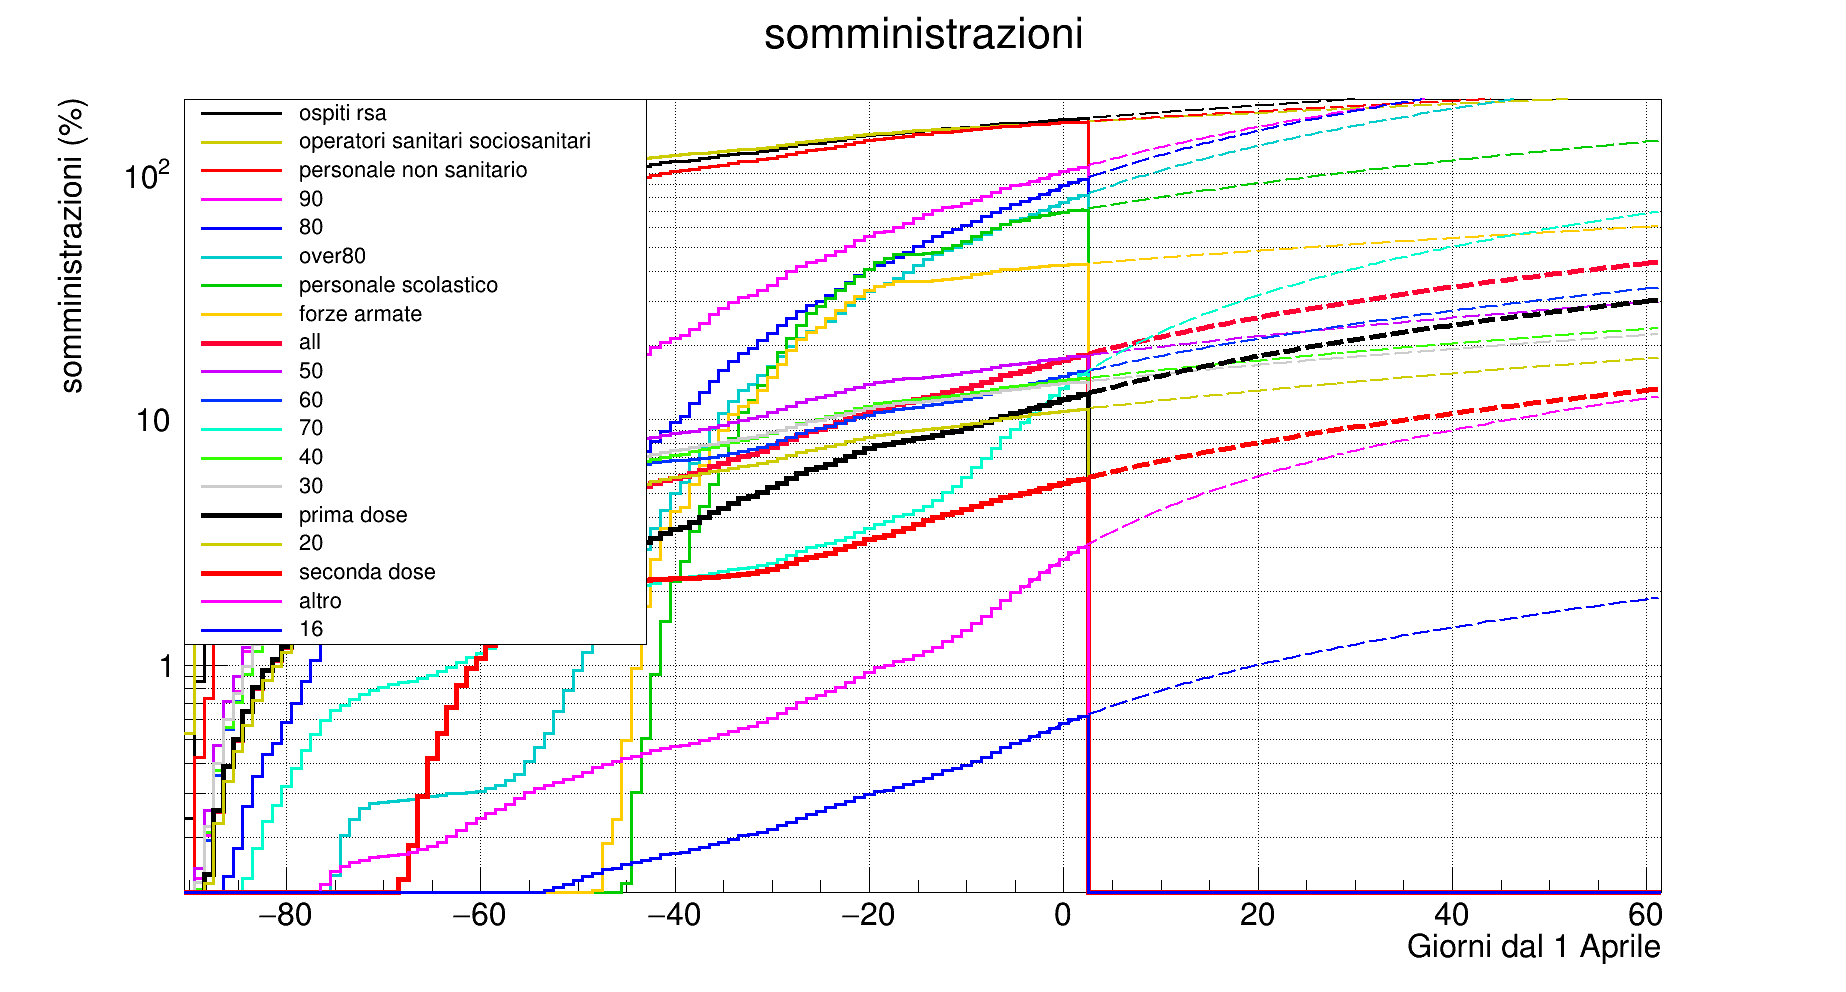 somministrazioni
somministrazioni (%)
10²
10
1
ospiti rsa
operatori sanitari sociosanitari
personale non sanitario
90
80
over80
personale scolastico
forze armate
all
50
60
70
40
30
prima dose
20
seconda dose
altro
16
−80 −60 −40 −20 0 20 40 60
Giorni dal 1 Aprile